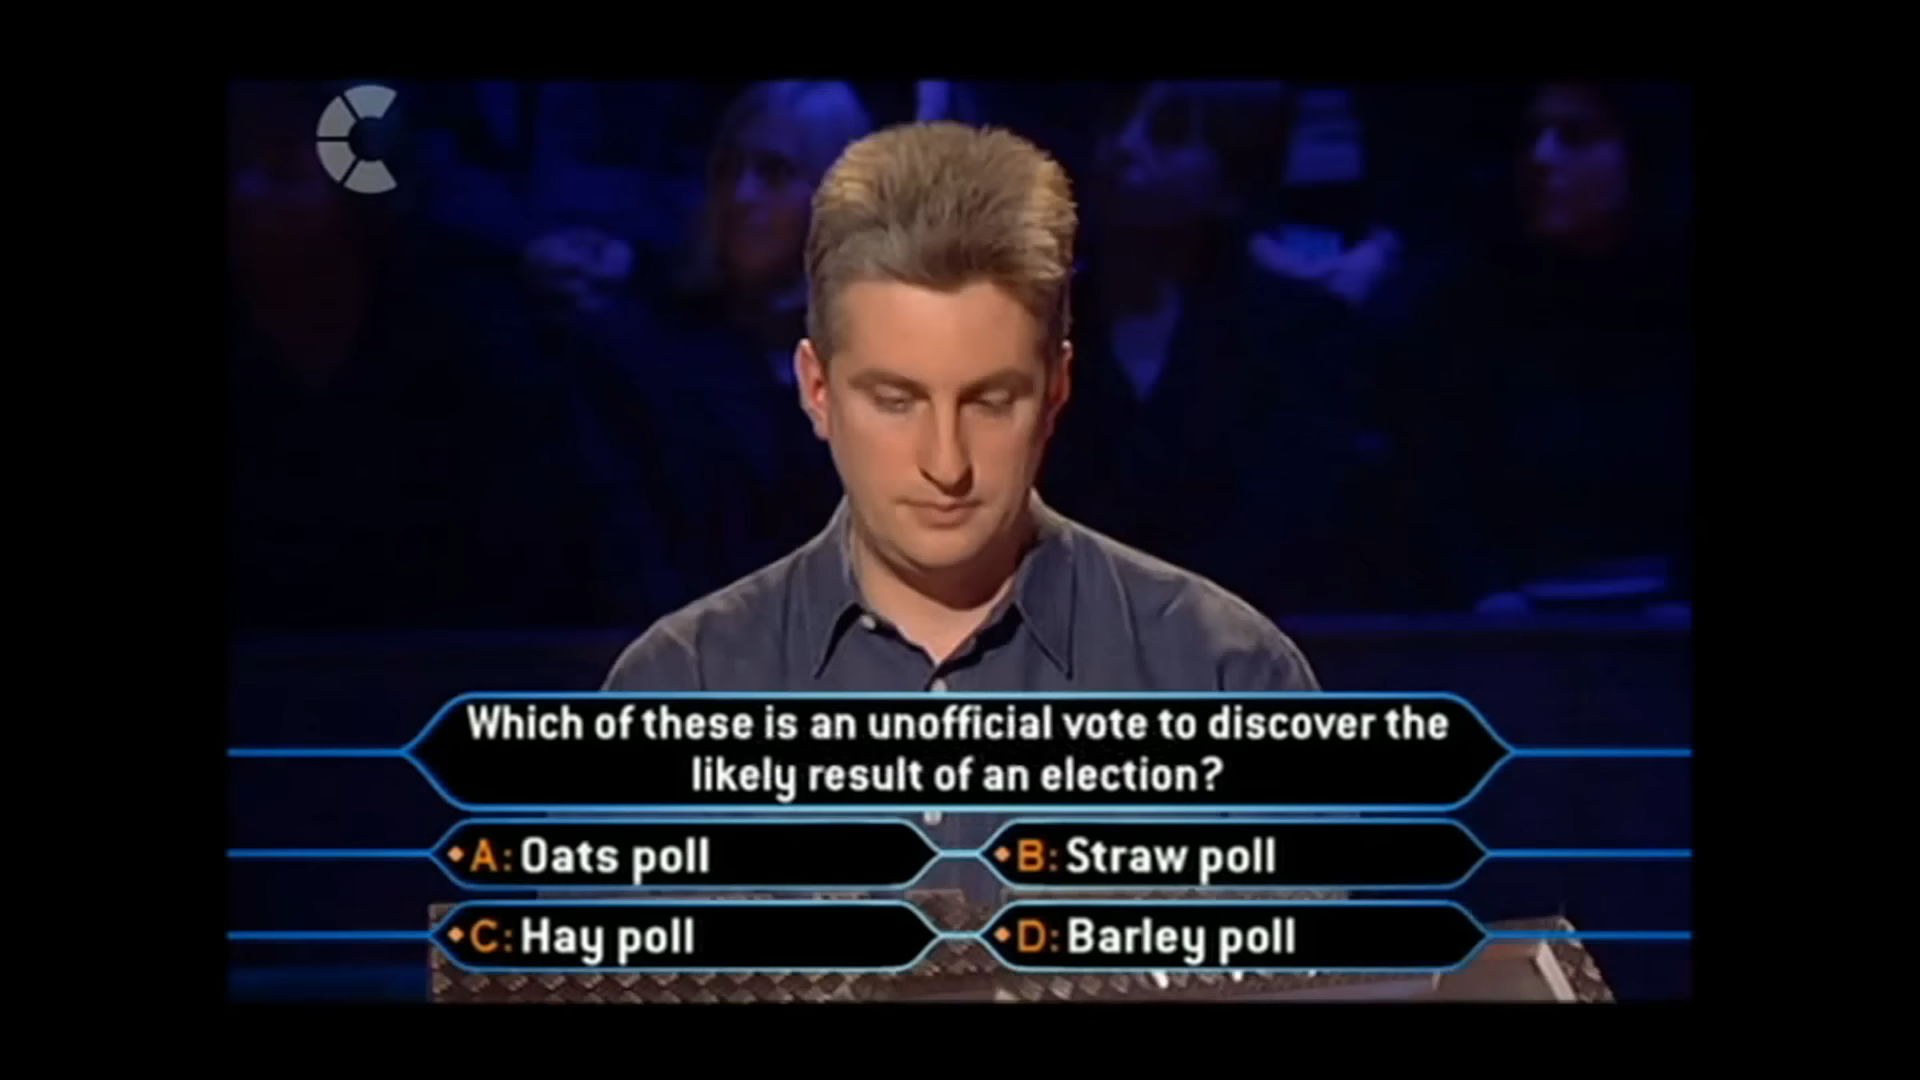 Which of these is an unofficial vote to discover the
likely result of an election?
A: Oats poll
B: Straw poll
C: Hay poll
D: Barley poll